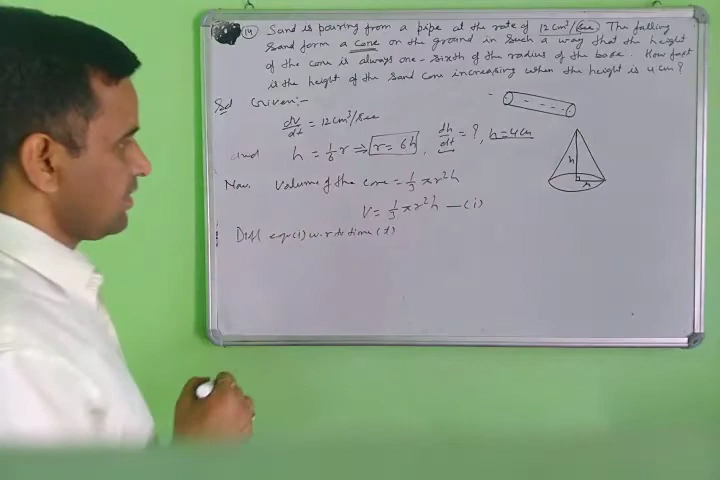 (14) Sand is pouring from a pipe at the rate of 12 cm³/sec. The falling
sand form a cone on the ground in such a way that the height
of the cone is always one-sixth of the radius of the base. How fast
is the height of the sand cone increasing when the height is 4 cm?
Sol Given:-
dV/dt = 12 cm³/sec
and h = 1/6 r ⇒ r = 6h, dh/dt = ?, h = 4 cm
Now, Volume of the cone = 1/3 πr²h
V = 1/3 πr²h —(i)
Diff eqn(i) w.r. to time (t)
h
r